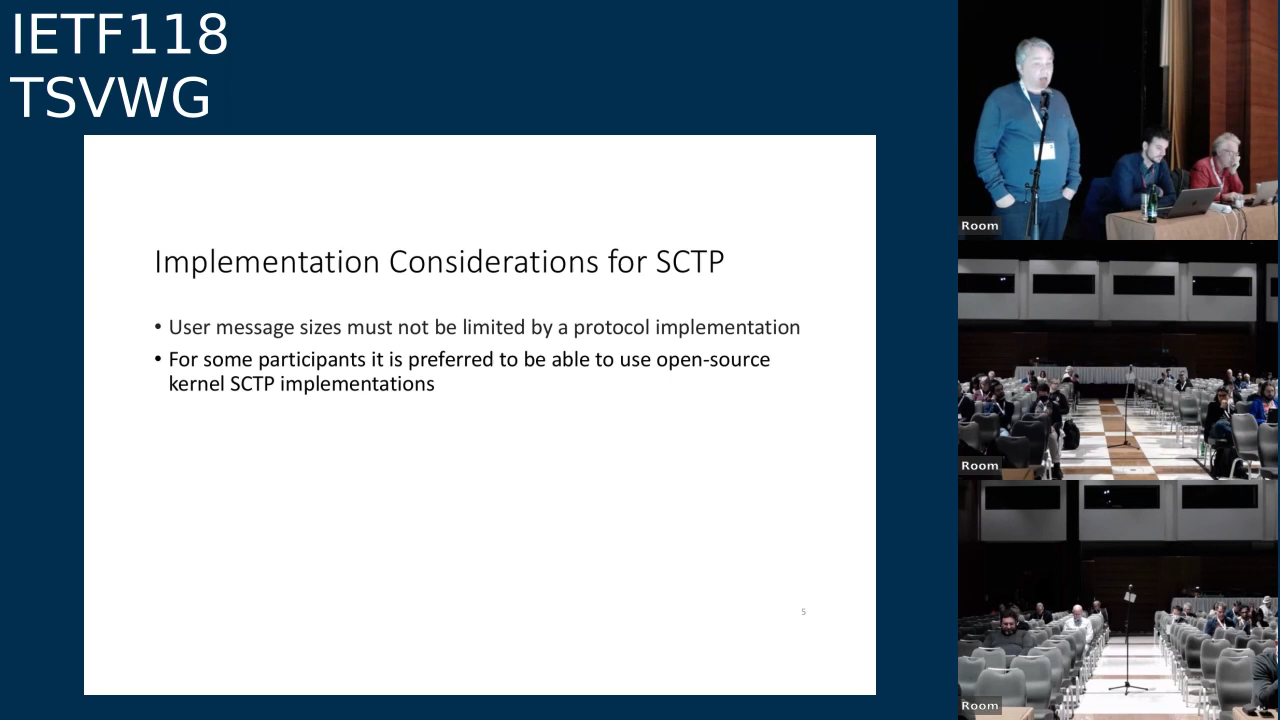 IETF118
TSVWG
Implementation Considerations for SCTP
• User message sizes must not be limited by a protocol implementation
• For some participants it is preferred to be able to use open-source
kernel SCTP implementations
5
Room
Room
Room